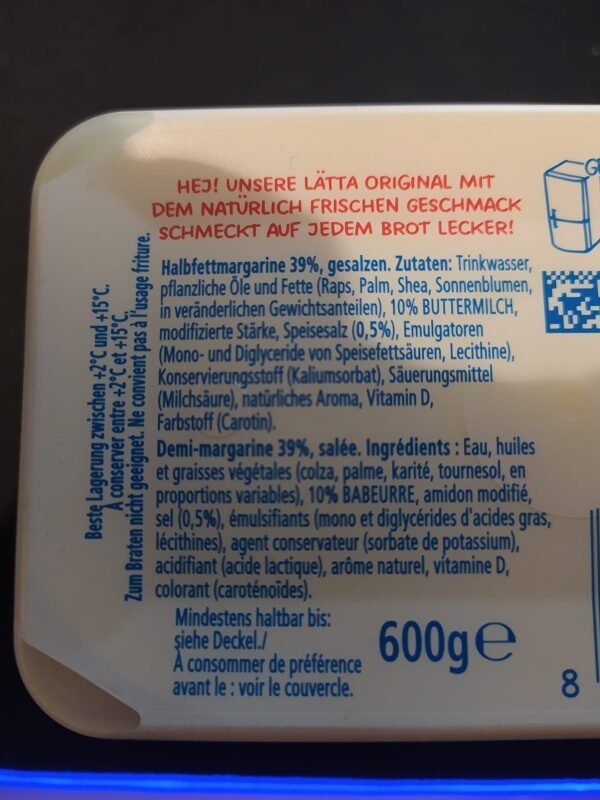 HEJ! UNSERE LÄTTA ORIGINAL MIT
DEM NATÜRLICH FRISCHEN GESCHMACK
SCHMECKT AUF JEDEM BROT LECKER!
Halbfettmargarine 39%, gesalzen. Zutaten: Trinkwasser,
pflanzliche Öle und Fette (Raps, Palm, Shea, Sonnenblumen,
in veränderlichen Gewichtsanteilen), 10% BUTTERMILCH,
modifizierte Stärke, Speisesalz (0,5%), Emulgatoren
(Mono- und Diglyceride von Speisefettsäuren, Lecithine),
Konservierungsstoff (Kaliumsorbat), Säuerungsmittel
(Milchsäure), natürliches Aroma, Vitamin D,
Farbstoff (Carotin).
Demi-margarine 39%, salée. Ingrédients : Eau, huiles
et graisses végétales (colza, palme, karité, tournesol, en
proportions variables), 10% BABEURRE, amidon modifié,
sel (0,5%), émulsifiants (mono et diglycérides d'acides gras,
lécithines), agent conservateur (sorbate de potassium),
acidifiant (acide lactique), arôme naturel, vitamine D,
colorant (caroténoïdes).
Mindestens haltbar bis:
siehe Deckel./
À consommer de préférence
avant le : voir le couvercle.
600g e
Beste Lagerung zwischen +2°C und +15°C.
À conserver entre +2°C et +15°C.
Zum Braten nicht geeignet. Ne convient pas à l'usage friture.
G
8